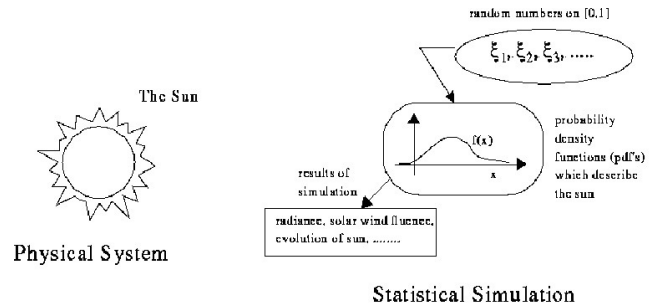 random numbers on [0,1]
ξ1, ξ2, ξ3, .....
The Sun
f(x)
x
probability
density
functions (pdf's)
which describe
the sun
results of
simulation
radiance, solar wind fluence,
evolution of sun, ........
Physical System
Statistical Simulation